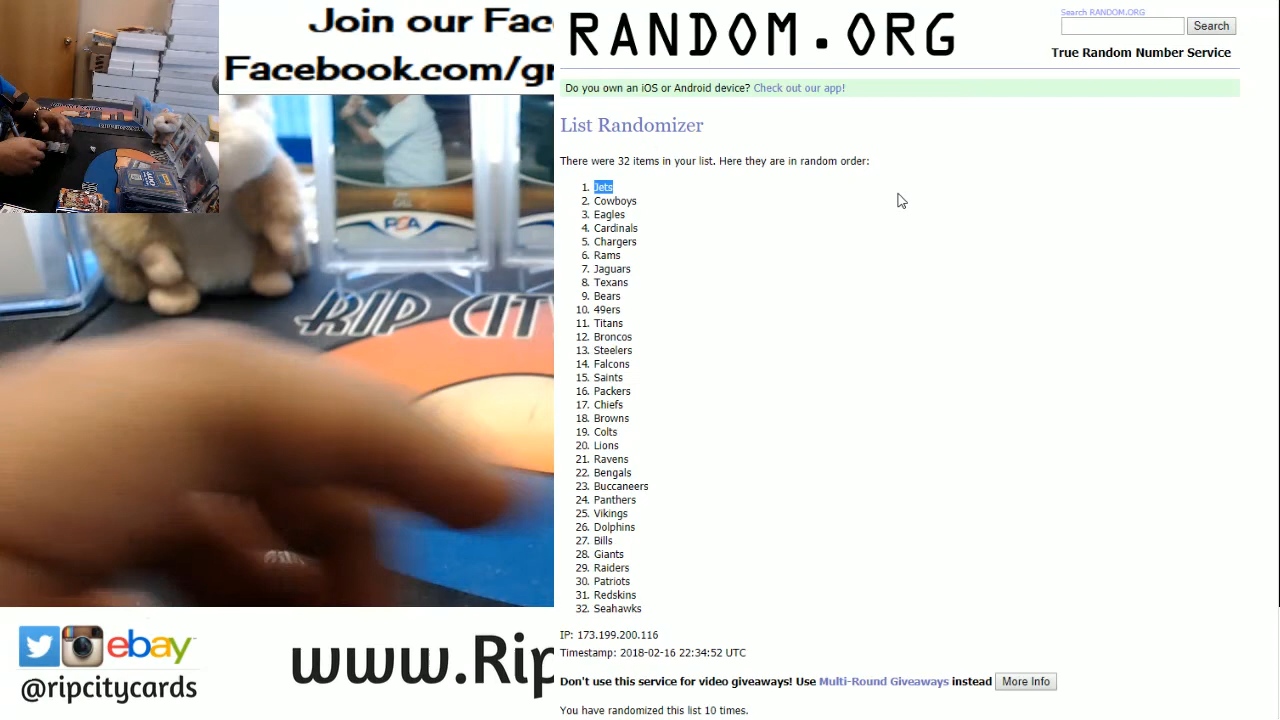 Join our Fac
Facebook.com/gr
PSA
RIP CIT
ebay
@ripcitycards
www.Rip
RANDOM.ORG
Search RANDOM.ORG
Search
True Random Number Service
Do you own an iOS or Android device? Check out our app!
List Randomizer
There were 32 items in your list. Here they are in random order:
1. Jets
2. Cowboys
3. Eagles
4. Cardinals
5. Chargers
6. Rams
7. Jaguars
8. Texans
9. Bears
10. 49ers
11. Titans
12. Broncos
13. Steelers
14. Falcons
15. Saints
16. Packers
17. Chiefs
18. Browns
19. Colts
20. Lions
21. Ravens
22. Bengals
23. Buccaneers
24. Panthers
25. Vikings
26. Dolphins
27. Bills
28. Giants
29. Raiders
30. Patriots
31. Redskins
32. Seahawks
IP: 173.199.200.116
Timestamp: 2018-02-16 22:34:52 UTC
Don't use this service for video giveaways! Use Multi-Round Giveaways instead More Info
You have randomized this list 10 times.